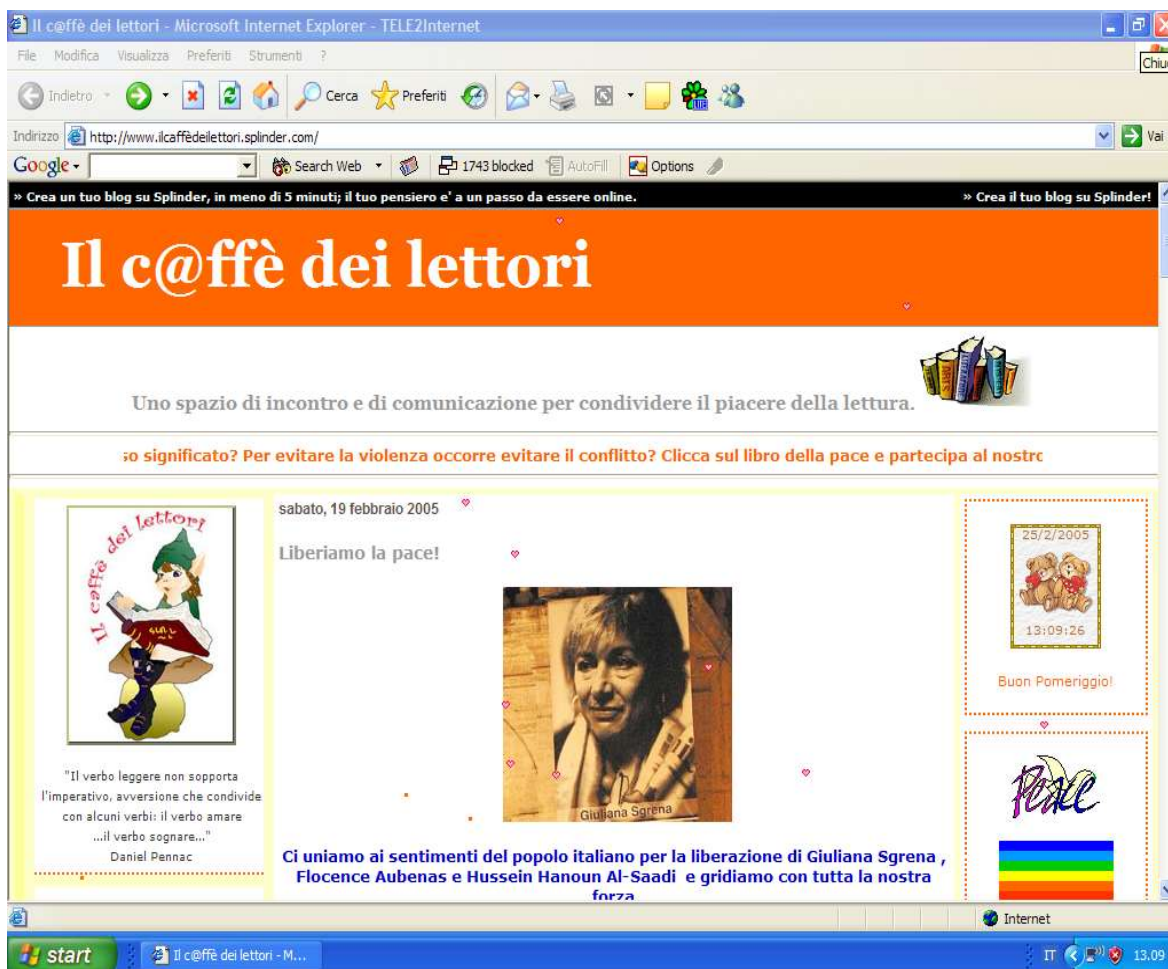 Il c@ffè dei lettori - Microsoft Internet Explorer - TELE2Internet
File Modifica Visualizza Preferiti Strumenti ?
Chiu
Indietro Cerca Preferiti
Indirizzo http://www.ilcaffèdeilettori.splinder.com/ Vai
Google Search Web 1743 blocked AutoFill Options
» Crea un tuo blog su Splinder, in meno di 5 minuti; il tuo pensiero e' a un passo da essere online. » Crea il tuo blog su Splinder!
Il c@ffè dei lettori
Uno spazio di incontro e di comunicazione per condividere il piacere della lettura.
so significato? Per evitare la violenza occorre evitare il conflitto? Clicca sul libro della pace e partecipa al nostro
Il caffè dei lettori
"Il verbo leggere non sopporta
l'imperativo, avversione che condivide
con alcuni verbi: il verbo amare
...il verbo sognare..."
Daniel Pennac
sabato, 19 febbraio 2005
Liberiamo la pace!
Giuliana Sgrena
Ci uniamo ai sentimenti del popolo italiano per la liberazione di Giuliana Sgrena ,
Flocence Aubenas e Hussein Hanoun Al-Saadi e gridiamo con tutta la nostra
forza
25/2/2005
13:09:26
Buon Pomeriggio!
Peace
Internet
start Il c@ffè dei lettori - M... IT 13.09